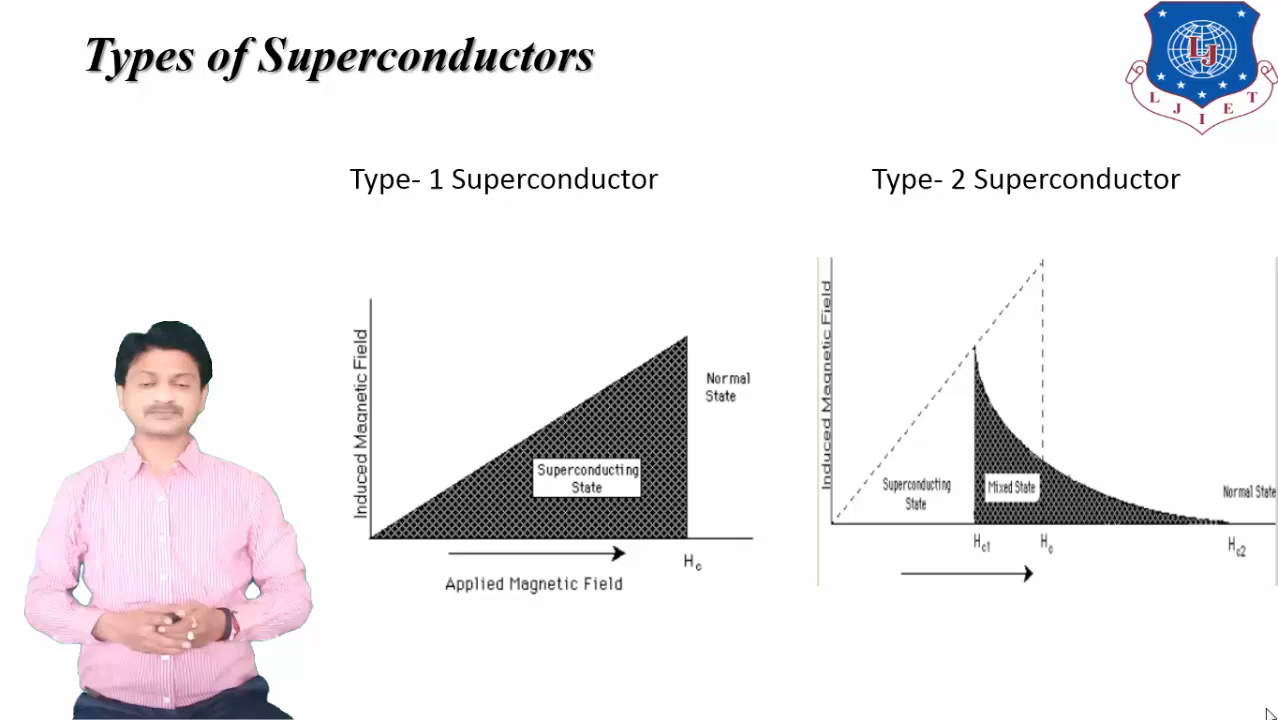 Types of Superconductors
L J I E T
LJ
Type- 1 Superconductor
Type- 2 Superconductor
Induced Magnetic Field
Normal
State
Superconducting
State
Hc
Applied Magnetic Field
Induced Magnetic Field
Superconducting
State
Mixed State
Normal State
Hc1
Hc
Hc2